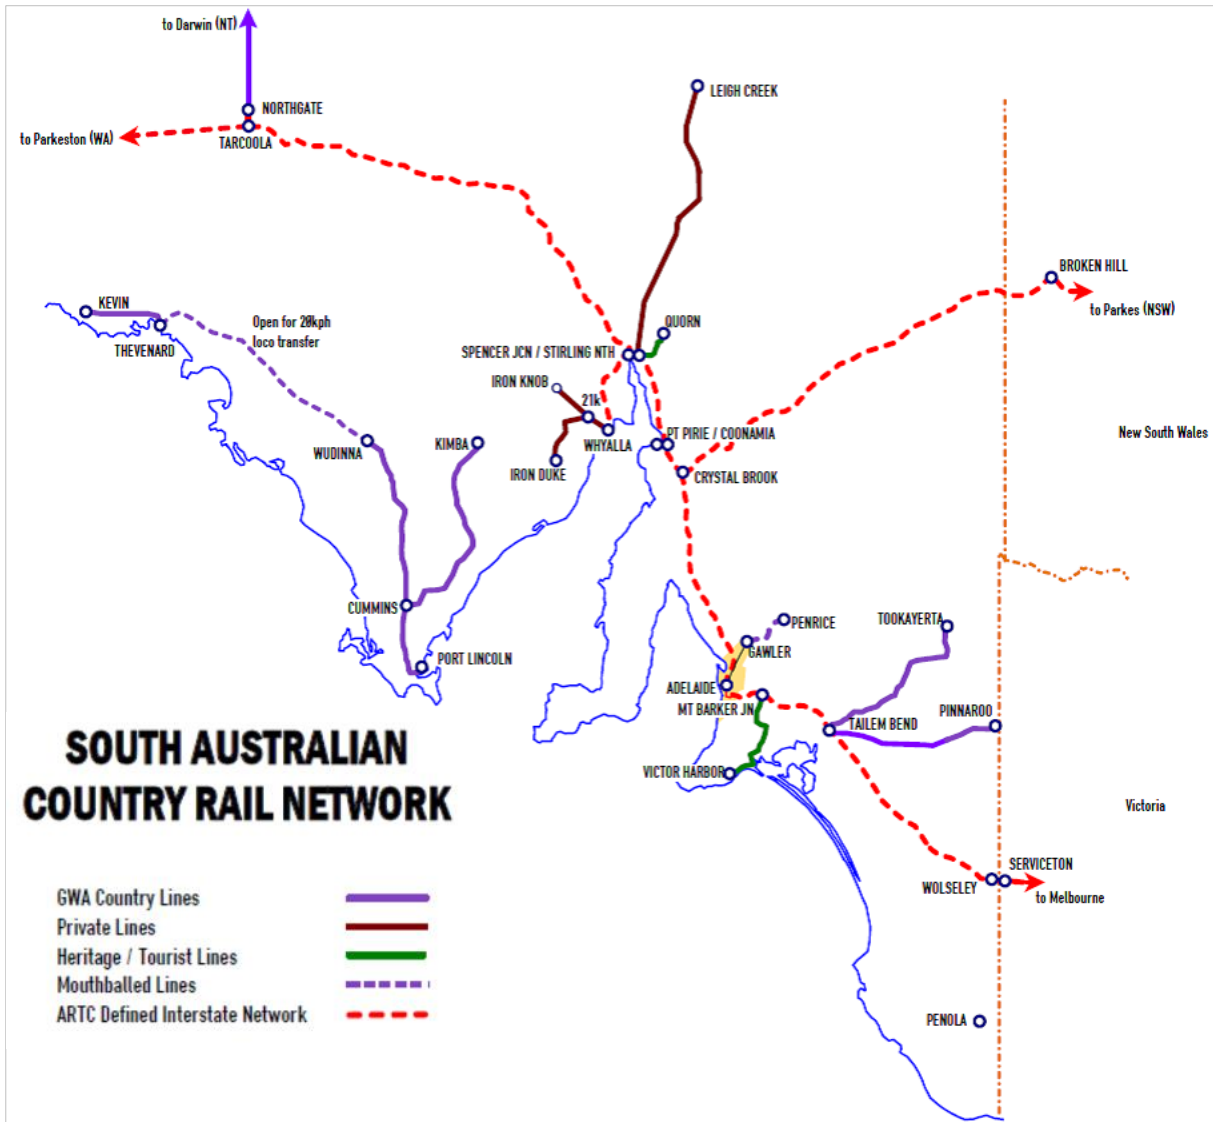 to Darwin (NT)
NORTHGATE
to Parkeston (WA)
TARCOOLA
LEIGH CREEK
BROKEN HILL
to Parkes (NSW)
KEVIN
THEVENARD
Open for 20kph
loco transfer
QUORN
SPENCER JCN / STIRLING NTH
IRON KNOB
21k
WUDINNA
KIMBA
WHYALLA
PT PIRIE / COONAMIA
New South Wales
IRON DUKE
CRYSTAL BROOK
CUMMINS
PENRICE
TOOKAYERTA
GAWLER
PORT LINCOLN
ADELAIDE
MT BARKER JN
TAILEM BEND
PINNAROO
SOUTH AUSTRALIAN
COUNTRY RAIL NETWORK
VICTOR HARBOR
Victoria
SERVICETON
WOLSELEY
to Melbourne
GWA Country Lines
Private Lines
Heritage / Tourist Lines
Mouthballed Lines
ARTC Defined Interstate Network
PENOLA